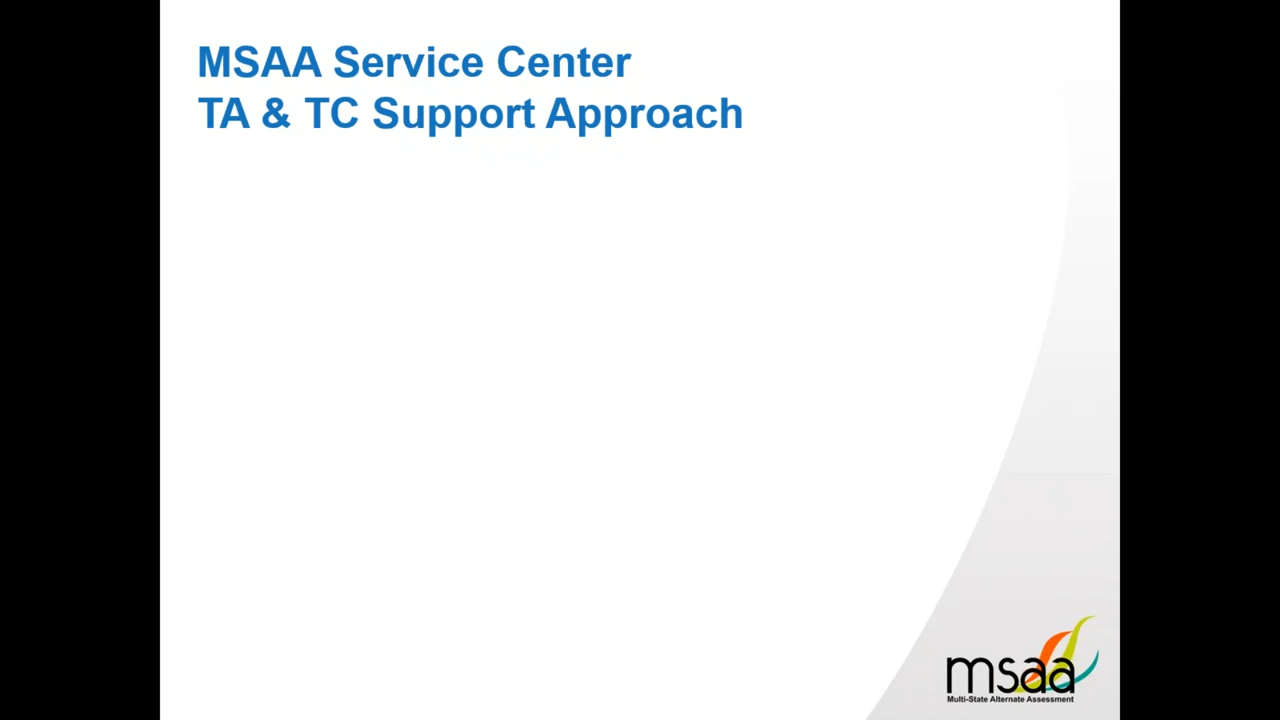 MSAA Service Center
TA & TC Support Approach
msaa
Multi-State Alternate Assessment